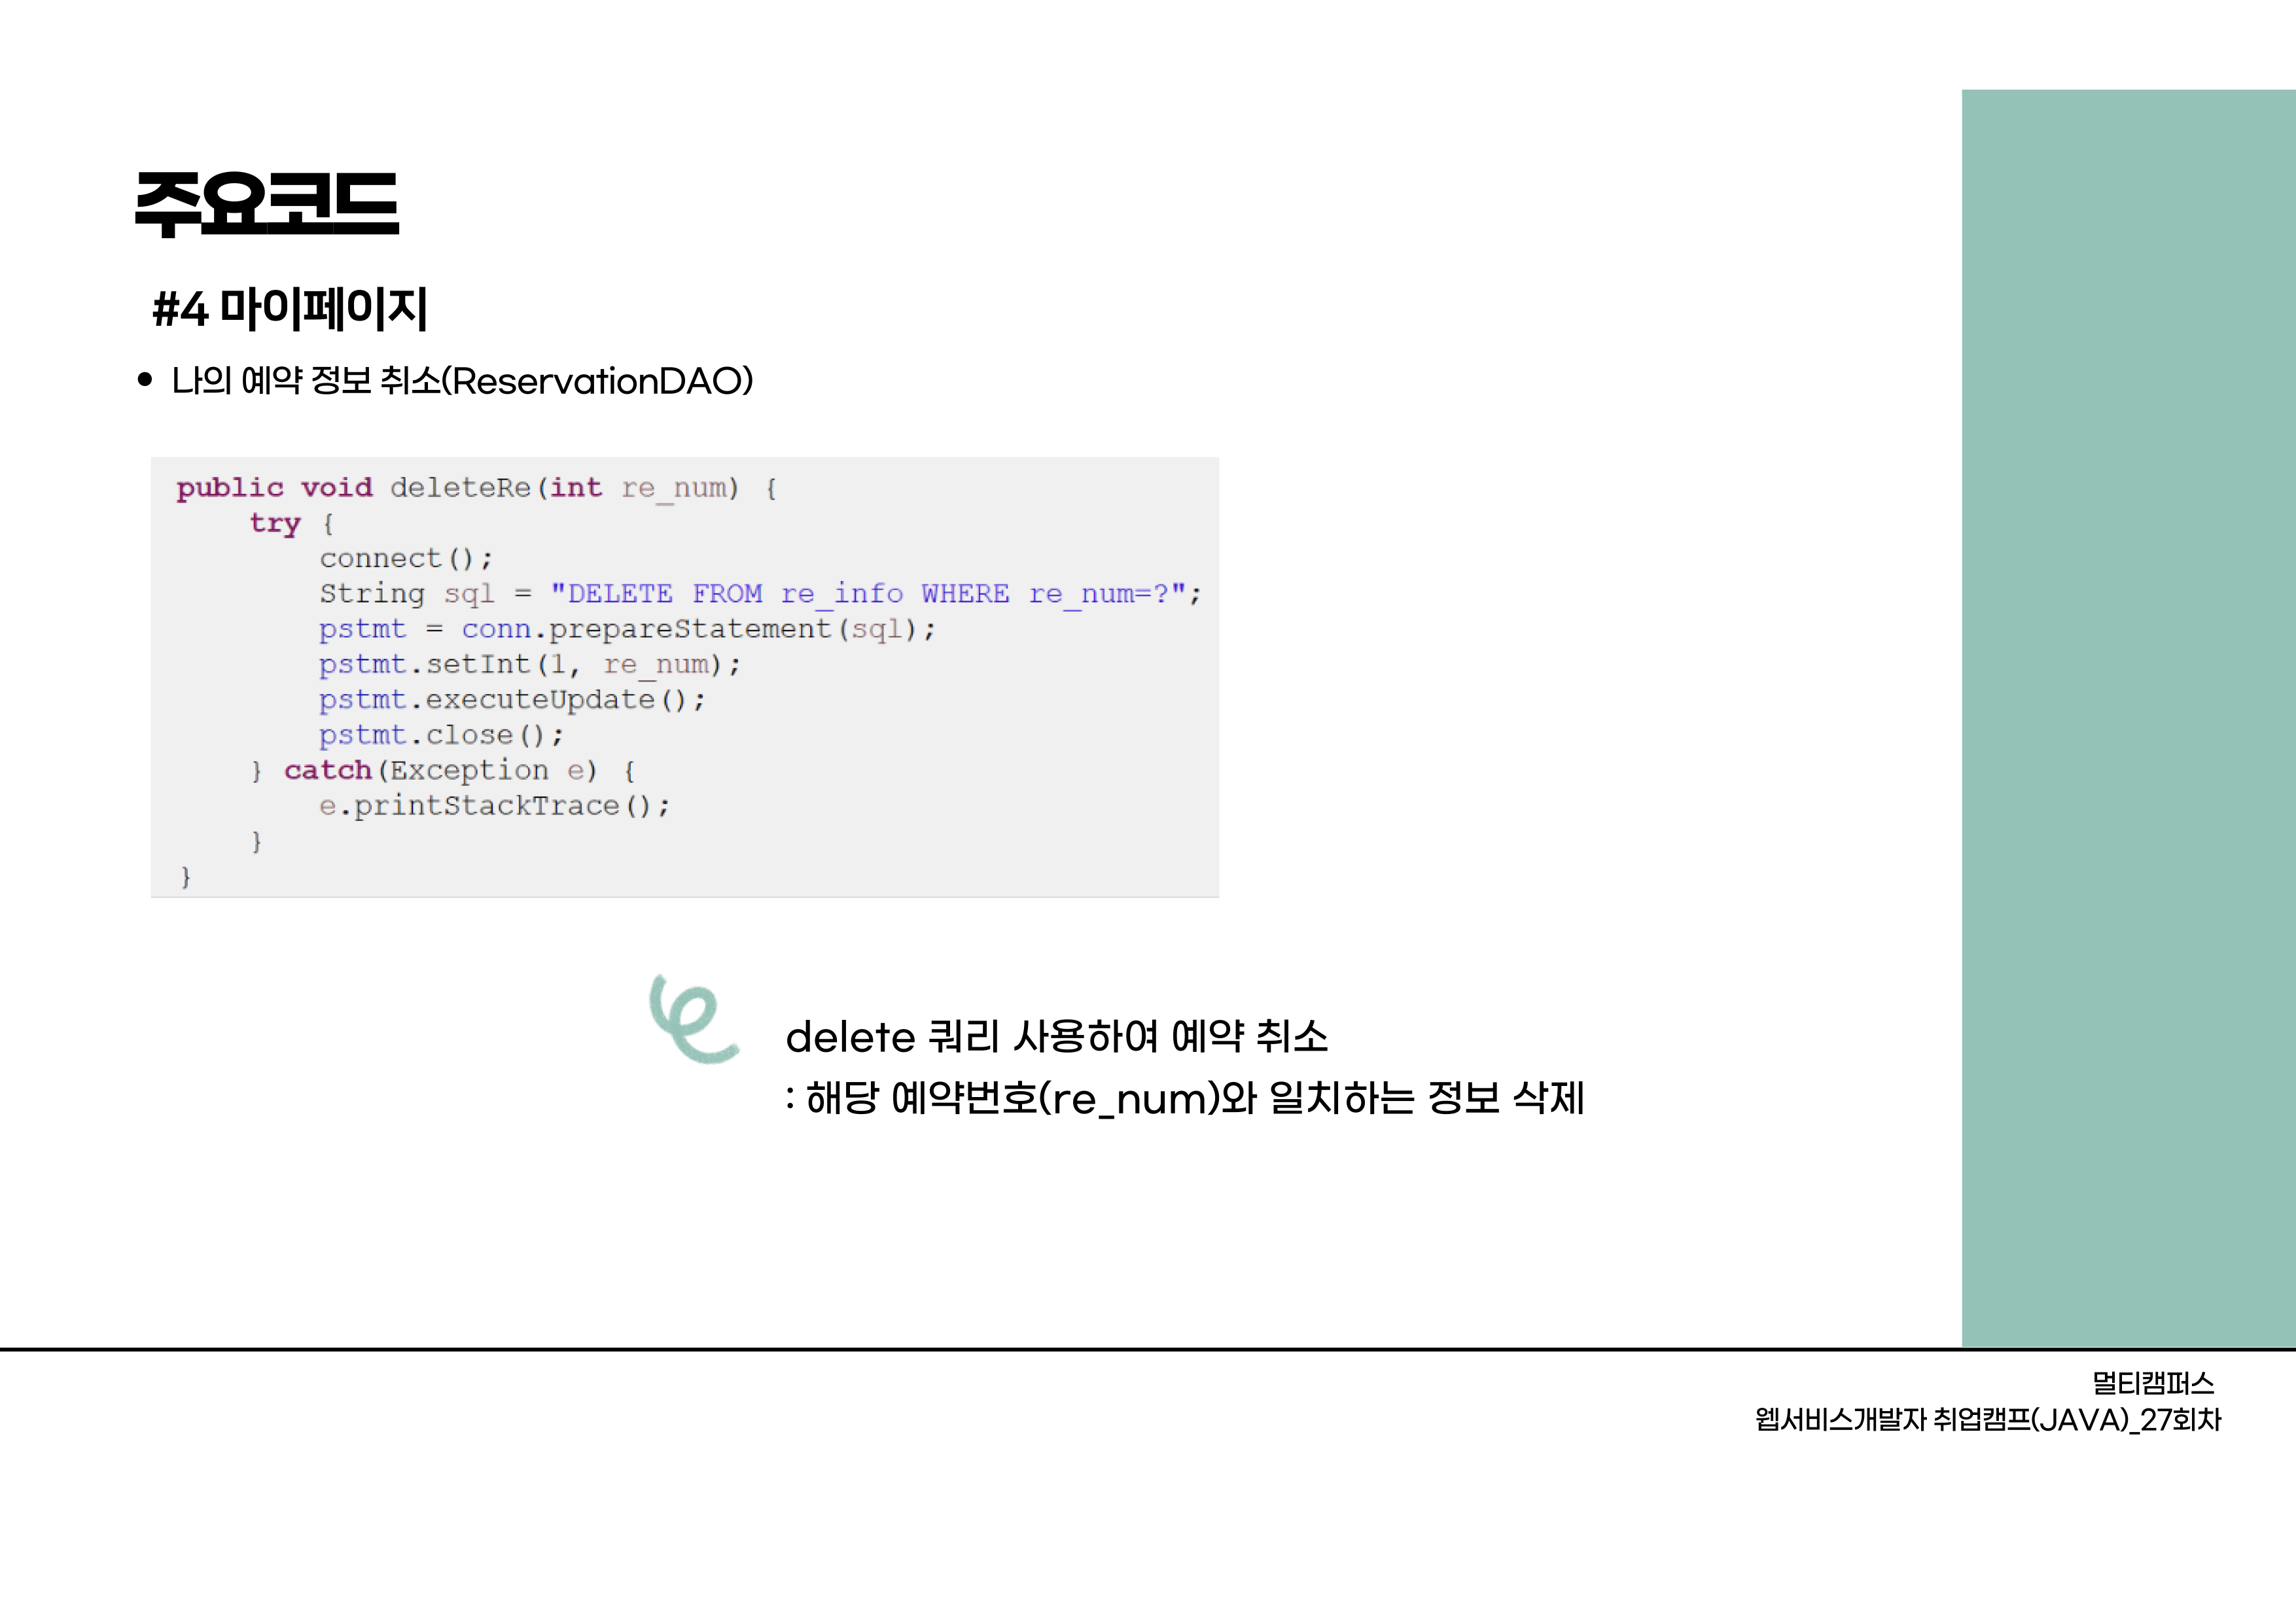 주요코드
#4 마이페이지
• 나의 예약 정보 취소(ReservationDAO)
public void deleteRe(int re_num) {
    try {
        connect();
        String sql = "DELETE FROM re_info WHERE re_num=?";
        pstmt = conn.prepareStatement(sql);
        pstmt.setInt(1, re_num);
        pstmt.executeUpdate();
        pstmt.close();
    } catch(Exception e) {
        e.printStackTrace();
    }
}
delete 쿼리 사용하여 예약 취소
: 해당 예약번호(re_num)와 일치하는 정보 삭제
멀티캠퍼스
웹서비스개발자 취업캠프(JAVA)_27회차